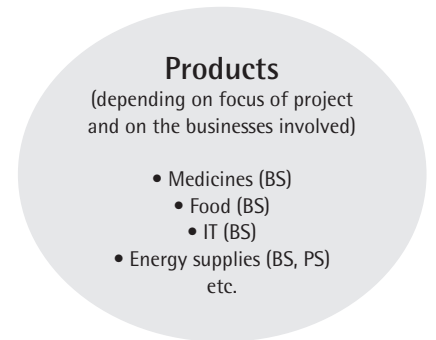 Products
(depending on focus of project
and on the businesses involved)
• Medicines (BS)
• Food (BS)
• IT (BS)
• Energy supplies (BS, PS)
etc.